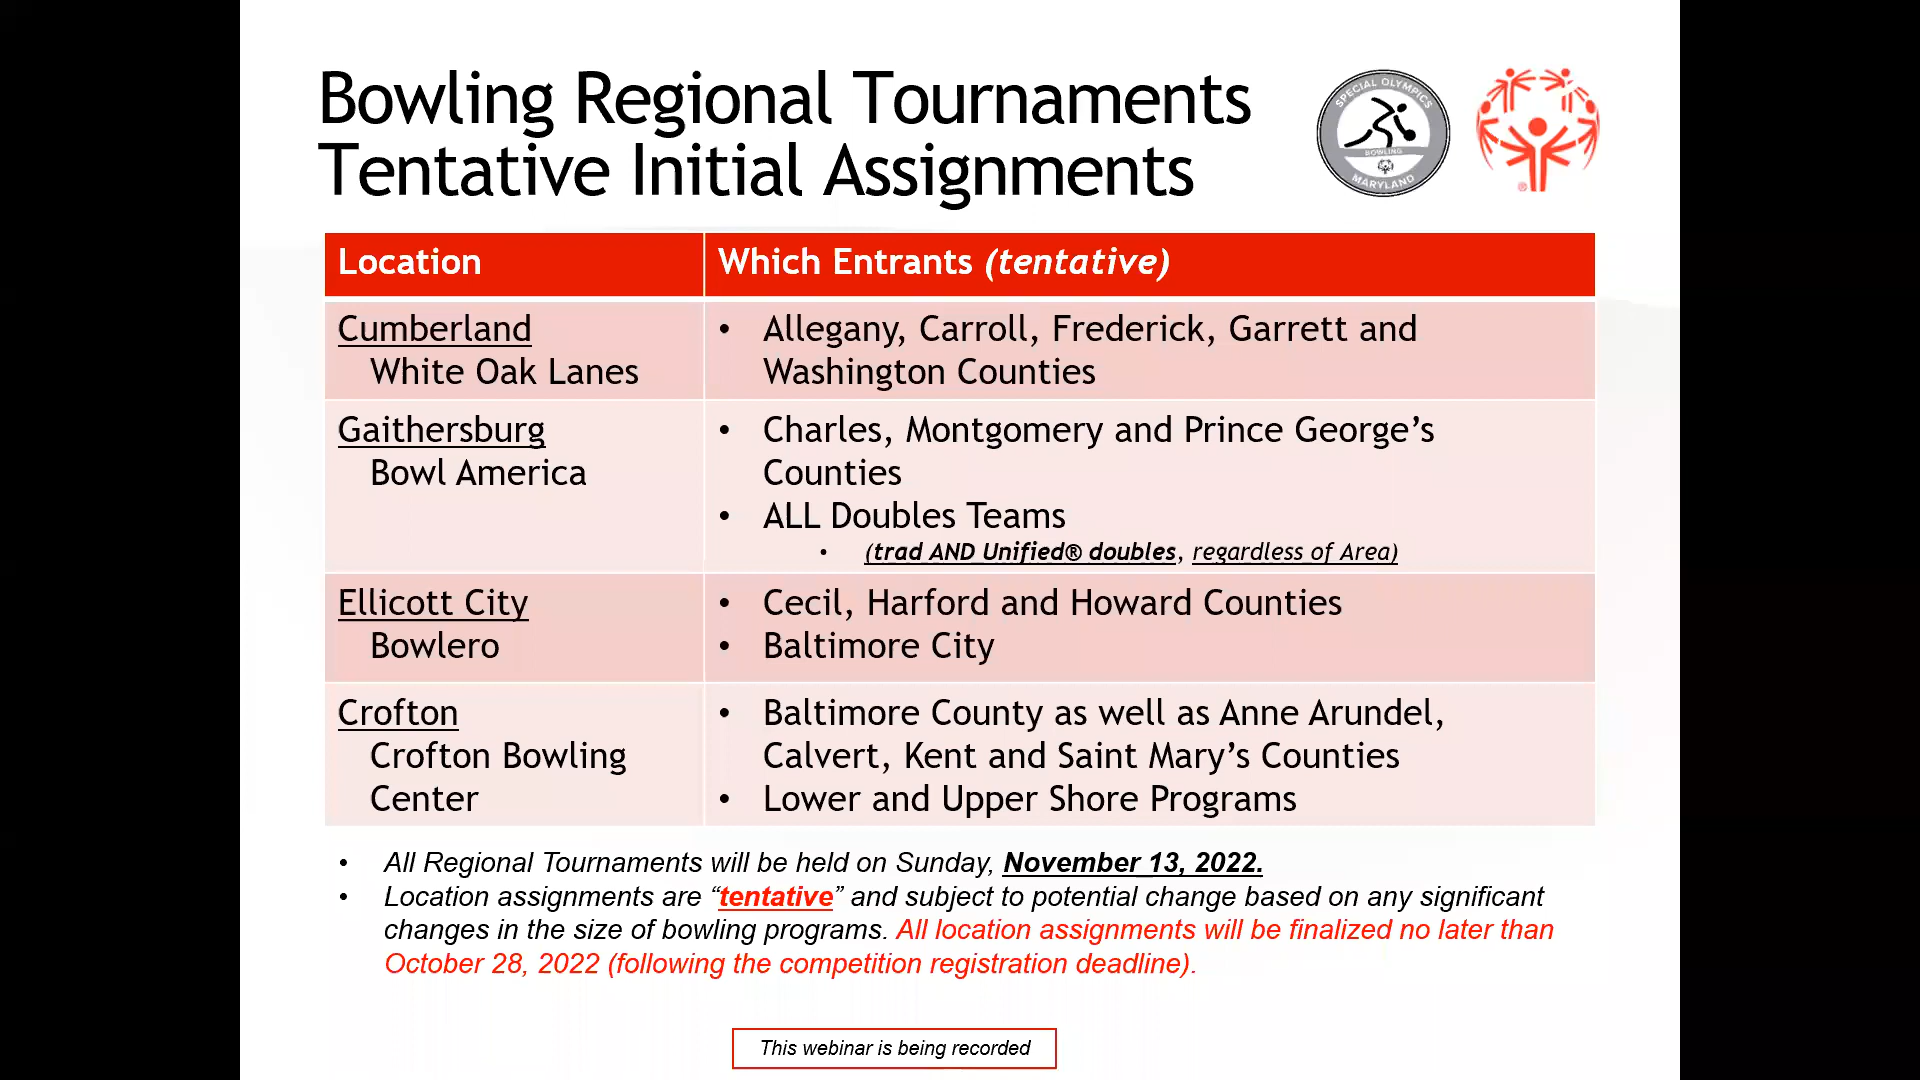 Bowling Regional Tournaments
Tentative Initial Assignments
SPECIAL OLYMPICS
BOWLING
MARYLAND
®
Location
Which Entrants (tentative)
Cumberland
White Oak Lanes
• Allegany, Carroll, Frederick, Garrett and
Washington Counties
Gaithersburg
Bowl America
• Charles, Montgomery and Prince George’s
Counties
• ALL Doubles Teams
• (trad AND Unified® doubles, regardless of Area)
Ellicott City
Bowlero
• Cecil, Harford and Howard Counties
• Baltimore City
Crofton
Crofton Bowling
Center
• Baltimore County as well as Anne Arundel,
Calvert, Kent and Saint Mary’s Counties
• Lower and Upper Shore Programs
• All Regional Tournaments will be held on Sunday, November 13, 2022.
• Location assignments are “tentative” and subject to potential change based on any significant
changes in the size of bowling programs. All location assignments will be finalized no later than
October 28, 2022 (following the competition registration deadline).
This webinar is being recorded